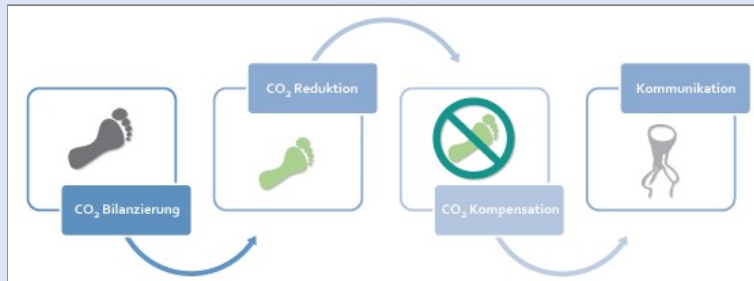 CO₂ Bilanzierung
CO₂ Reduktion
CO₂ Kompensation
Kommunikation